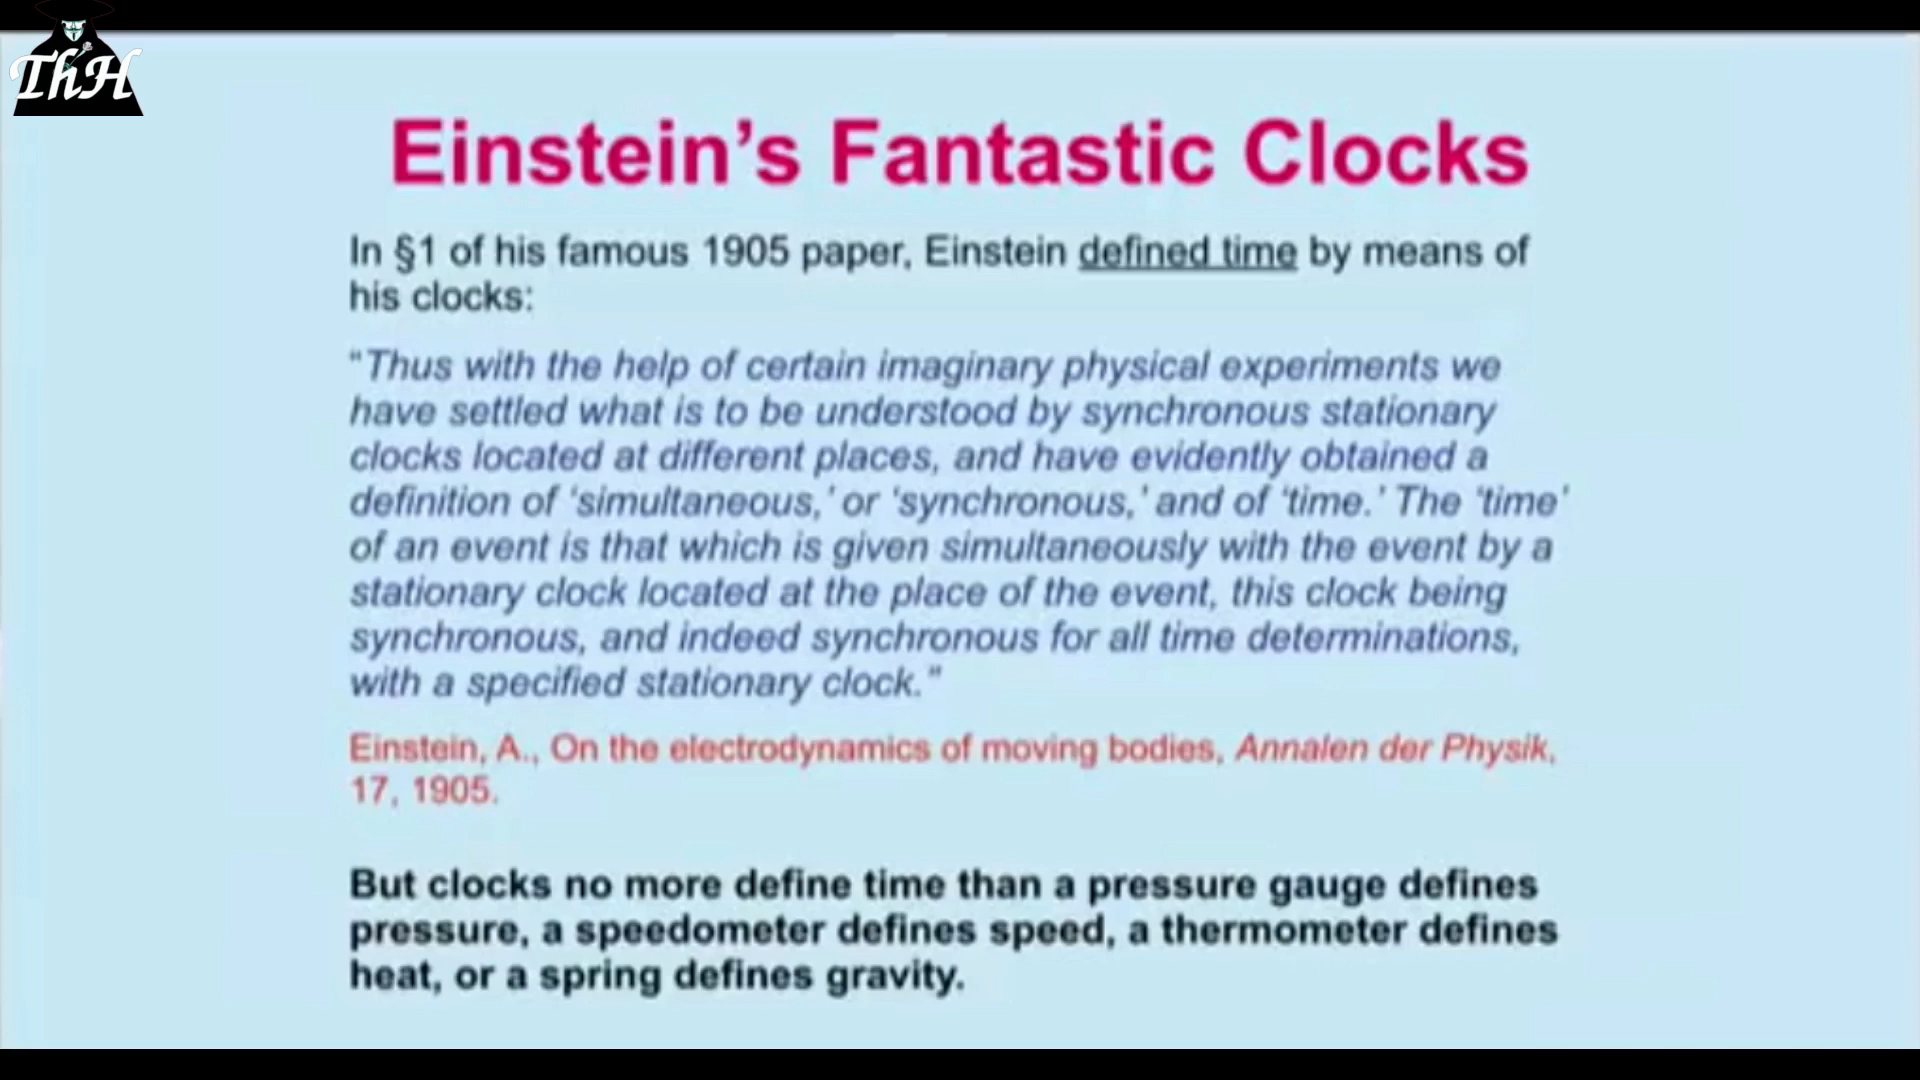 ThH
Einstein’s Fantastic Clocks
In §1 of his famous 1905 paper, Einstein defined time by means of
his clocks:
“Thus with the help of certain imaginary physical experiments we
have settled what is to be understood by synchronous stationary
clocks located at different places, and have evidently obtained a
definition of ‘simultaneous,’ or ‘synchronous,’ and of ‘time.’ The ‘time’
of an event is that which is given simultaneously with the event by a
stationary clock located at the place of the event, this clock being
synchronous, and indeed synchronous for all time determinations,
with a specified stationary clock.”
Einstein, A., On the electrodynamics of moving bodies, Annalen der Physik,
17, 1905.
But clocks no more define time than a pressure gauge defines
pressure, a speedometer defines speed, a thermometer defines
heat, or a spring defines gravity.